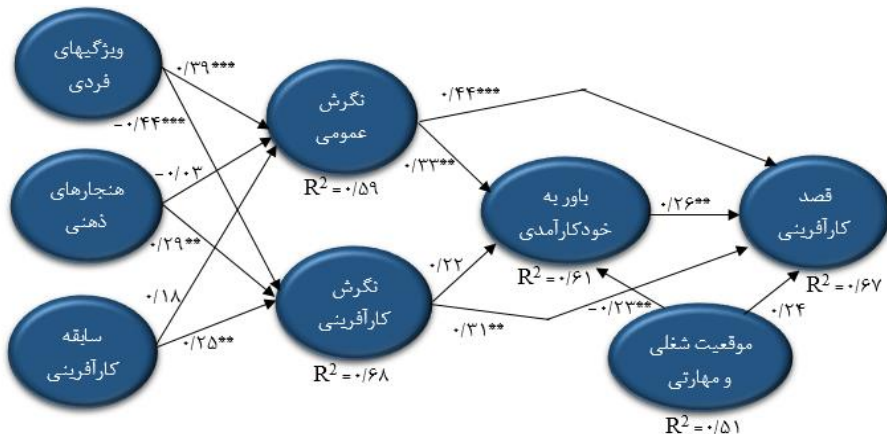 ویژگیهای
فردی
هنجارهای
ذهنی
سابقه
کارآفرینی
۰/۳۹***
-۰/۴۴***
-۰/۰۳
۰/۲۹**
۰/۱۸
۰/۲۵**
نگرش
عمومی
R² = ۰/۵۹
نگرش
کارآفرینی
R² = ۰/۶۸
۰/۴۴***
۰/۳۳**
۰/۲۲
۰/۳۱**
باور به
خودکارآمدی
R² = ۰/۶۱
۰/۲۶**
-۰/۲۳**
۰/۲۴
قصد
کارآفرینی
R² = ۰/۶۷
موقعیت شغلی
و مهارتی
R² = ۰/۵۱